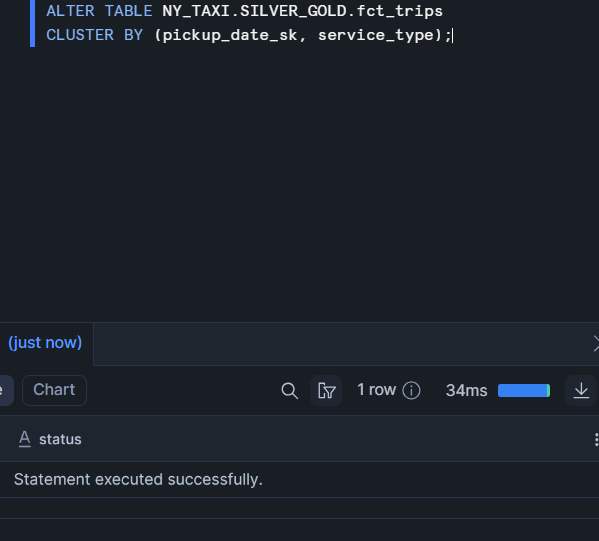 ALTER TABLE NY_TAXI.SILVER_GOLD.fct_trips
CLUSTER BY (pickup_date_sk, service_type);
(just now)
Chart
1 row
34ms
A status
Statement executed successfully.